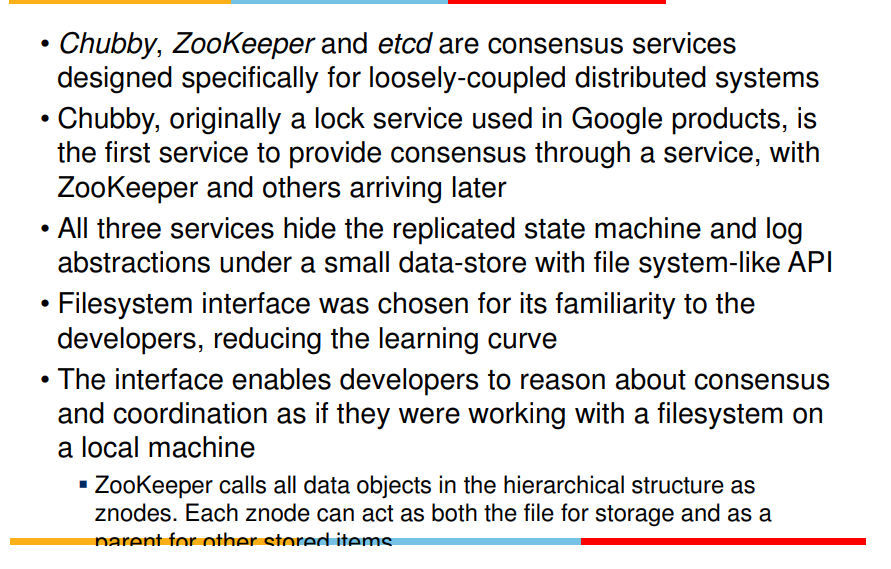 • Chubby, ZooKeeper and etcd are consensus services
designed specifically for loosely-coupled distributed systems
• Chubby, originally a lock service used in Google products, is
the first service to provide consensus through a service, with
ZooKeeper and others arriving later
• All three services hide the replicated state machine and log
abstractions under a small data-store with file system-like API
• Filesystem interface was chosen for its familiarity to the
developers, reducing the learning curve
• The interface enables developers to reason about consensus
and coordination as if they were working with a filesystem on
a local machine
▪ ZooKeeper calls all data objects in the hierarchical structure as
znodes. Each znode can act as both the file for storage and as a
parent for other stored items